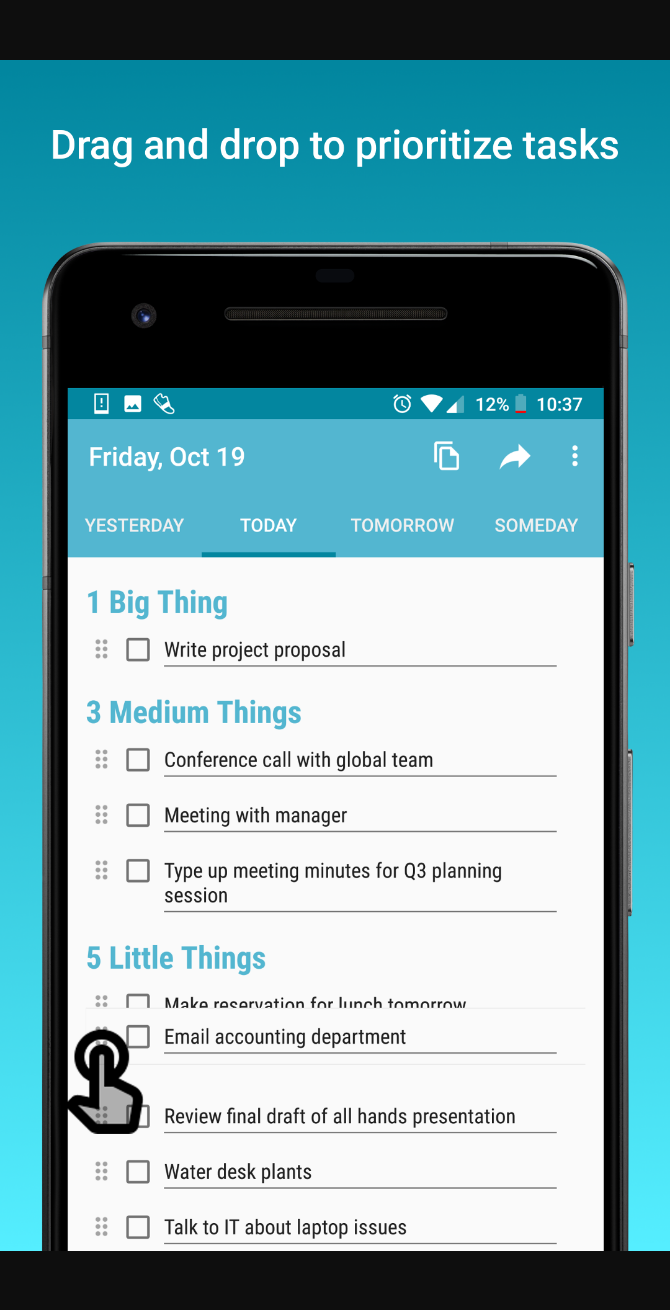 Drag and drop to prioritize tasks
12% 10:37
Friday, Oct 19
YESTERDAY TODAY TOMORROW SOMEDAY
1 Big Thing
Write project proposal
3 Medium Things
Conference call with global team
Meeting with manager
Type up meeting minutes for Q3 planning
session
5 Little Things
Make reservation for lunch tomorrow
Email accounting department
Review final draft of all hands presentation
Water desk plants
Talk to IT about laptop issues